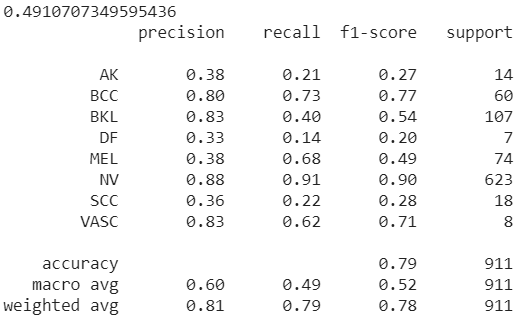 0.4910707349595436
precision recall f1-score support
AK 0.38 0.21 0.27 14
BCC 0.80 0.73 0.77 60
BKL 0.83 0.40 0.54 107
DF 0.33 0.14 0.20 7
MEL 0.38 0.68 0.49 74
NV 0.88 0.91 0.90 623
SCC 0.36 0.22 0.28 18
VASC 0.83 0.62 0.71 8
accuracy 0.79 911
macro avg 0.60 0.49 0.52 911
weighted avg 0.81 0.79 0.78 911